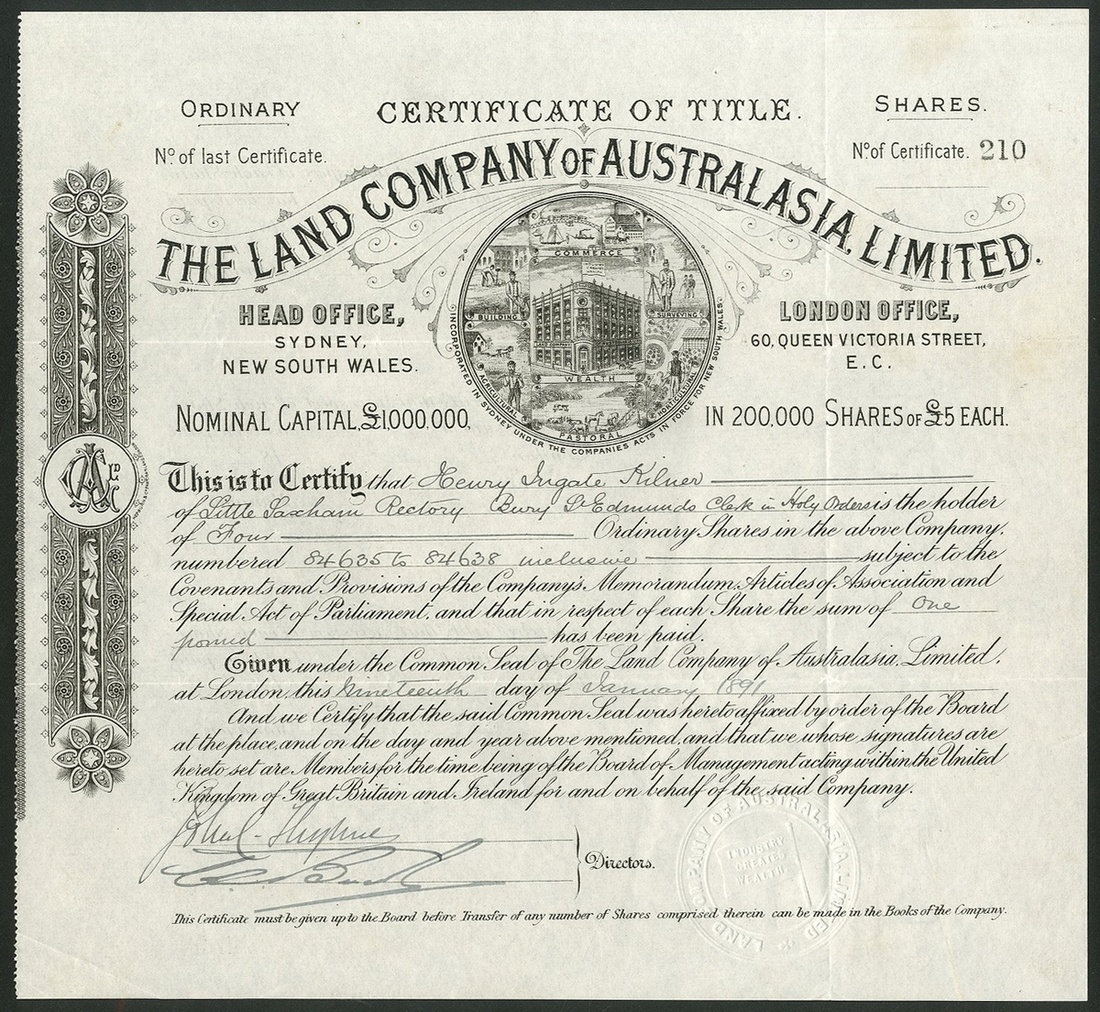 ORDINARY
CERTIFICATE OF TITLE.
SHARES.
No. of last Certificate.
No. of Certificate. 210
THE LAND COMPANY OF AUSTRALASIA, LIMITED.
HEAD OFFICE,
SYDNEY,
NEW SOUTH WALES.
LONDON OFFICE,
60, QUEEN VICTORIA STREET,
E.C.
COMMERCE
BUILDING
SURVEYING
WEALTH
AGRICULTURAL
HORTICULTURAL
PASTORAL
INCORPORATED IN SYDNEY UNDER THE COMPANIES ACTS IN FORCE FOR NEW SOUTH WALES.
NOMINAL CAPITAL, £1,000,000,
IN 200,000 SHARES OF £5 EACH.
This is to Certify that Henry Ingate Kilner
of Little Saxham Rectory Bury St Edmunds Clerk in Holy Orders is the holder
of Four Ordinary Shares in the above Company,
numbered 84635 to 84638 inclusive subject to the
Covenants and Provisions of the Company's Memorandum, Articles of Association and
Special Act of Parliament, and that in respect of each Share the sum of One
pound has been paid.
Given under the Common Seal of The Land Company of Australasia, Limited,
at London, this Nineteenth day of January 1891
And we Certify that the said Common Seal was hereto affixed by order of the Board
at the place, and on the day and year above mentioned, and that we whose signatures are
hereto set are Members for the time being of the Board of Management acting within the United
Kingdom of Great Britain and Ireland for and on behalf of the said Company.
Directors.
LAND COMPANY OF AUSTRALASIA LIMITED
INDUSTRY
CREATES
WEALTH
This Certificate must be given up to the Board before Transfer of any number of Shares comprised therein can be made in the Books of the Company.